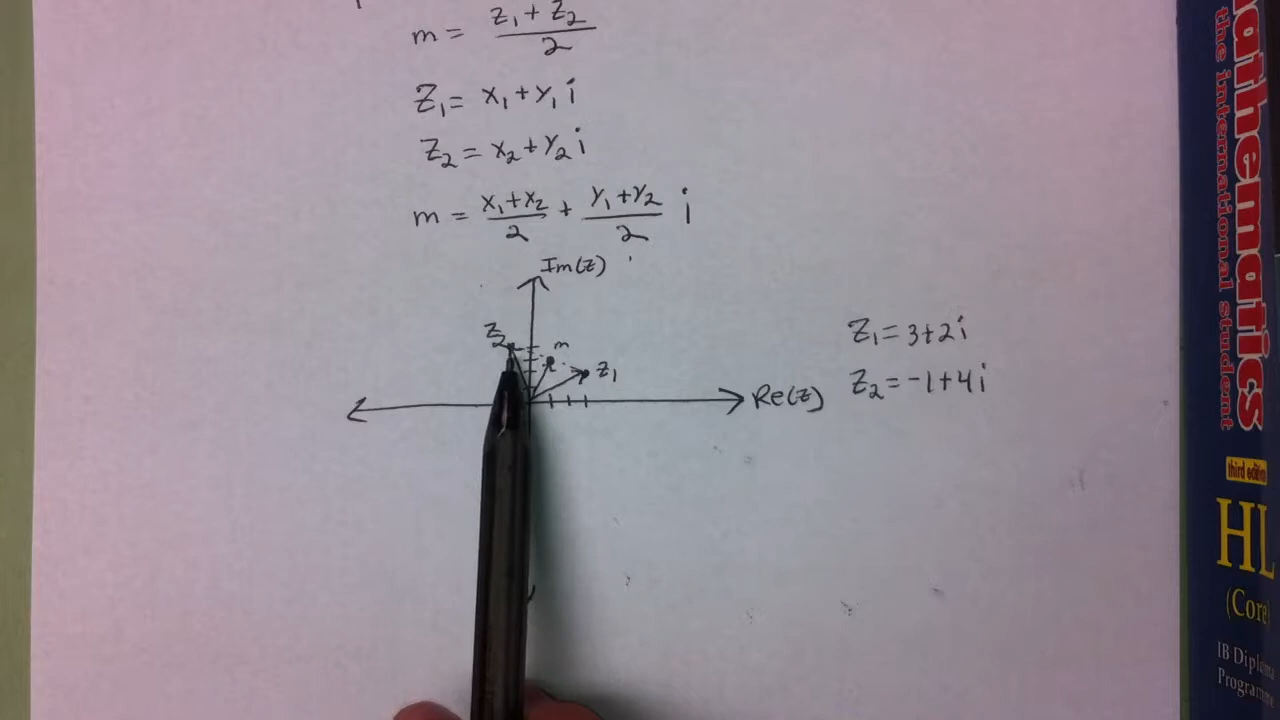 m = z₁ + z₂ / 2
z₁ = x₁ + y₁ i
z₂ = x₂ + y₂ i
m = x₁ + x₂ / 2 + y₁ + y₂ / 2 i
Im(z)
z₂
m
z₁
Re(z)
z₁ = 3 + 2i
z₂ = -1 + 4i
athematics
the international student
third edition
HL
(Core
IB Diploma
Programme